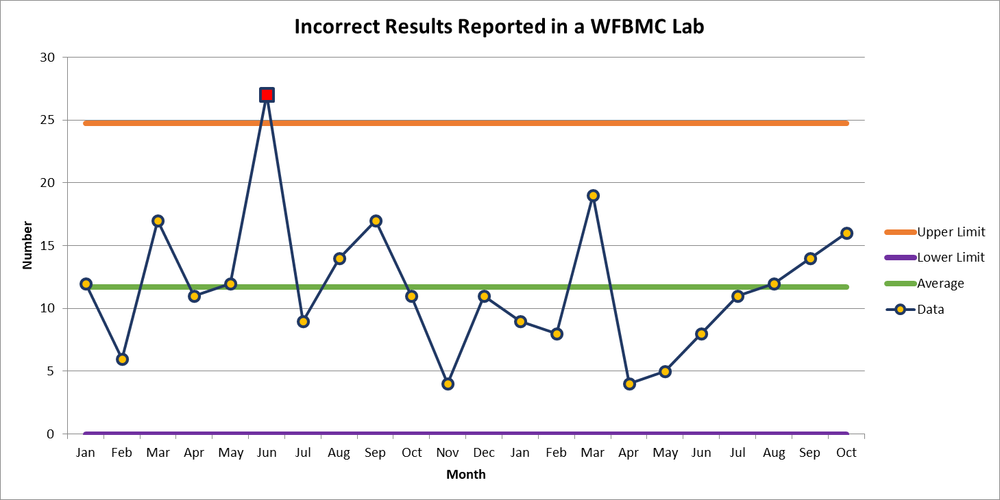 Incorrect Results Reported in a WFBMC Lab
30
25
20
15
10
5
0
Number
Jan Feb Mar Apr May Jun Jul Aug Sep Oct Nov Dec Jan Feb Mar Apr May Jun Jul Aug Sep Oct
Month
Upper Limit
Lower Limit
Average
Data